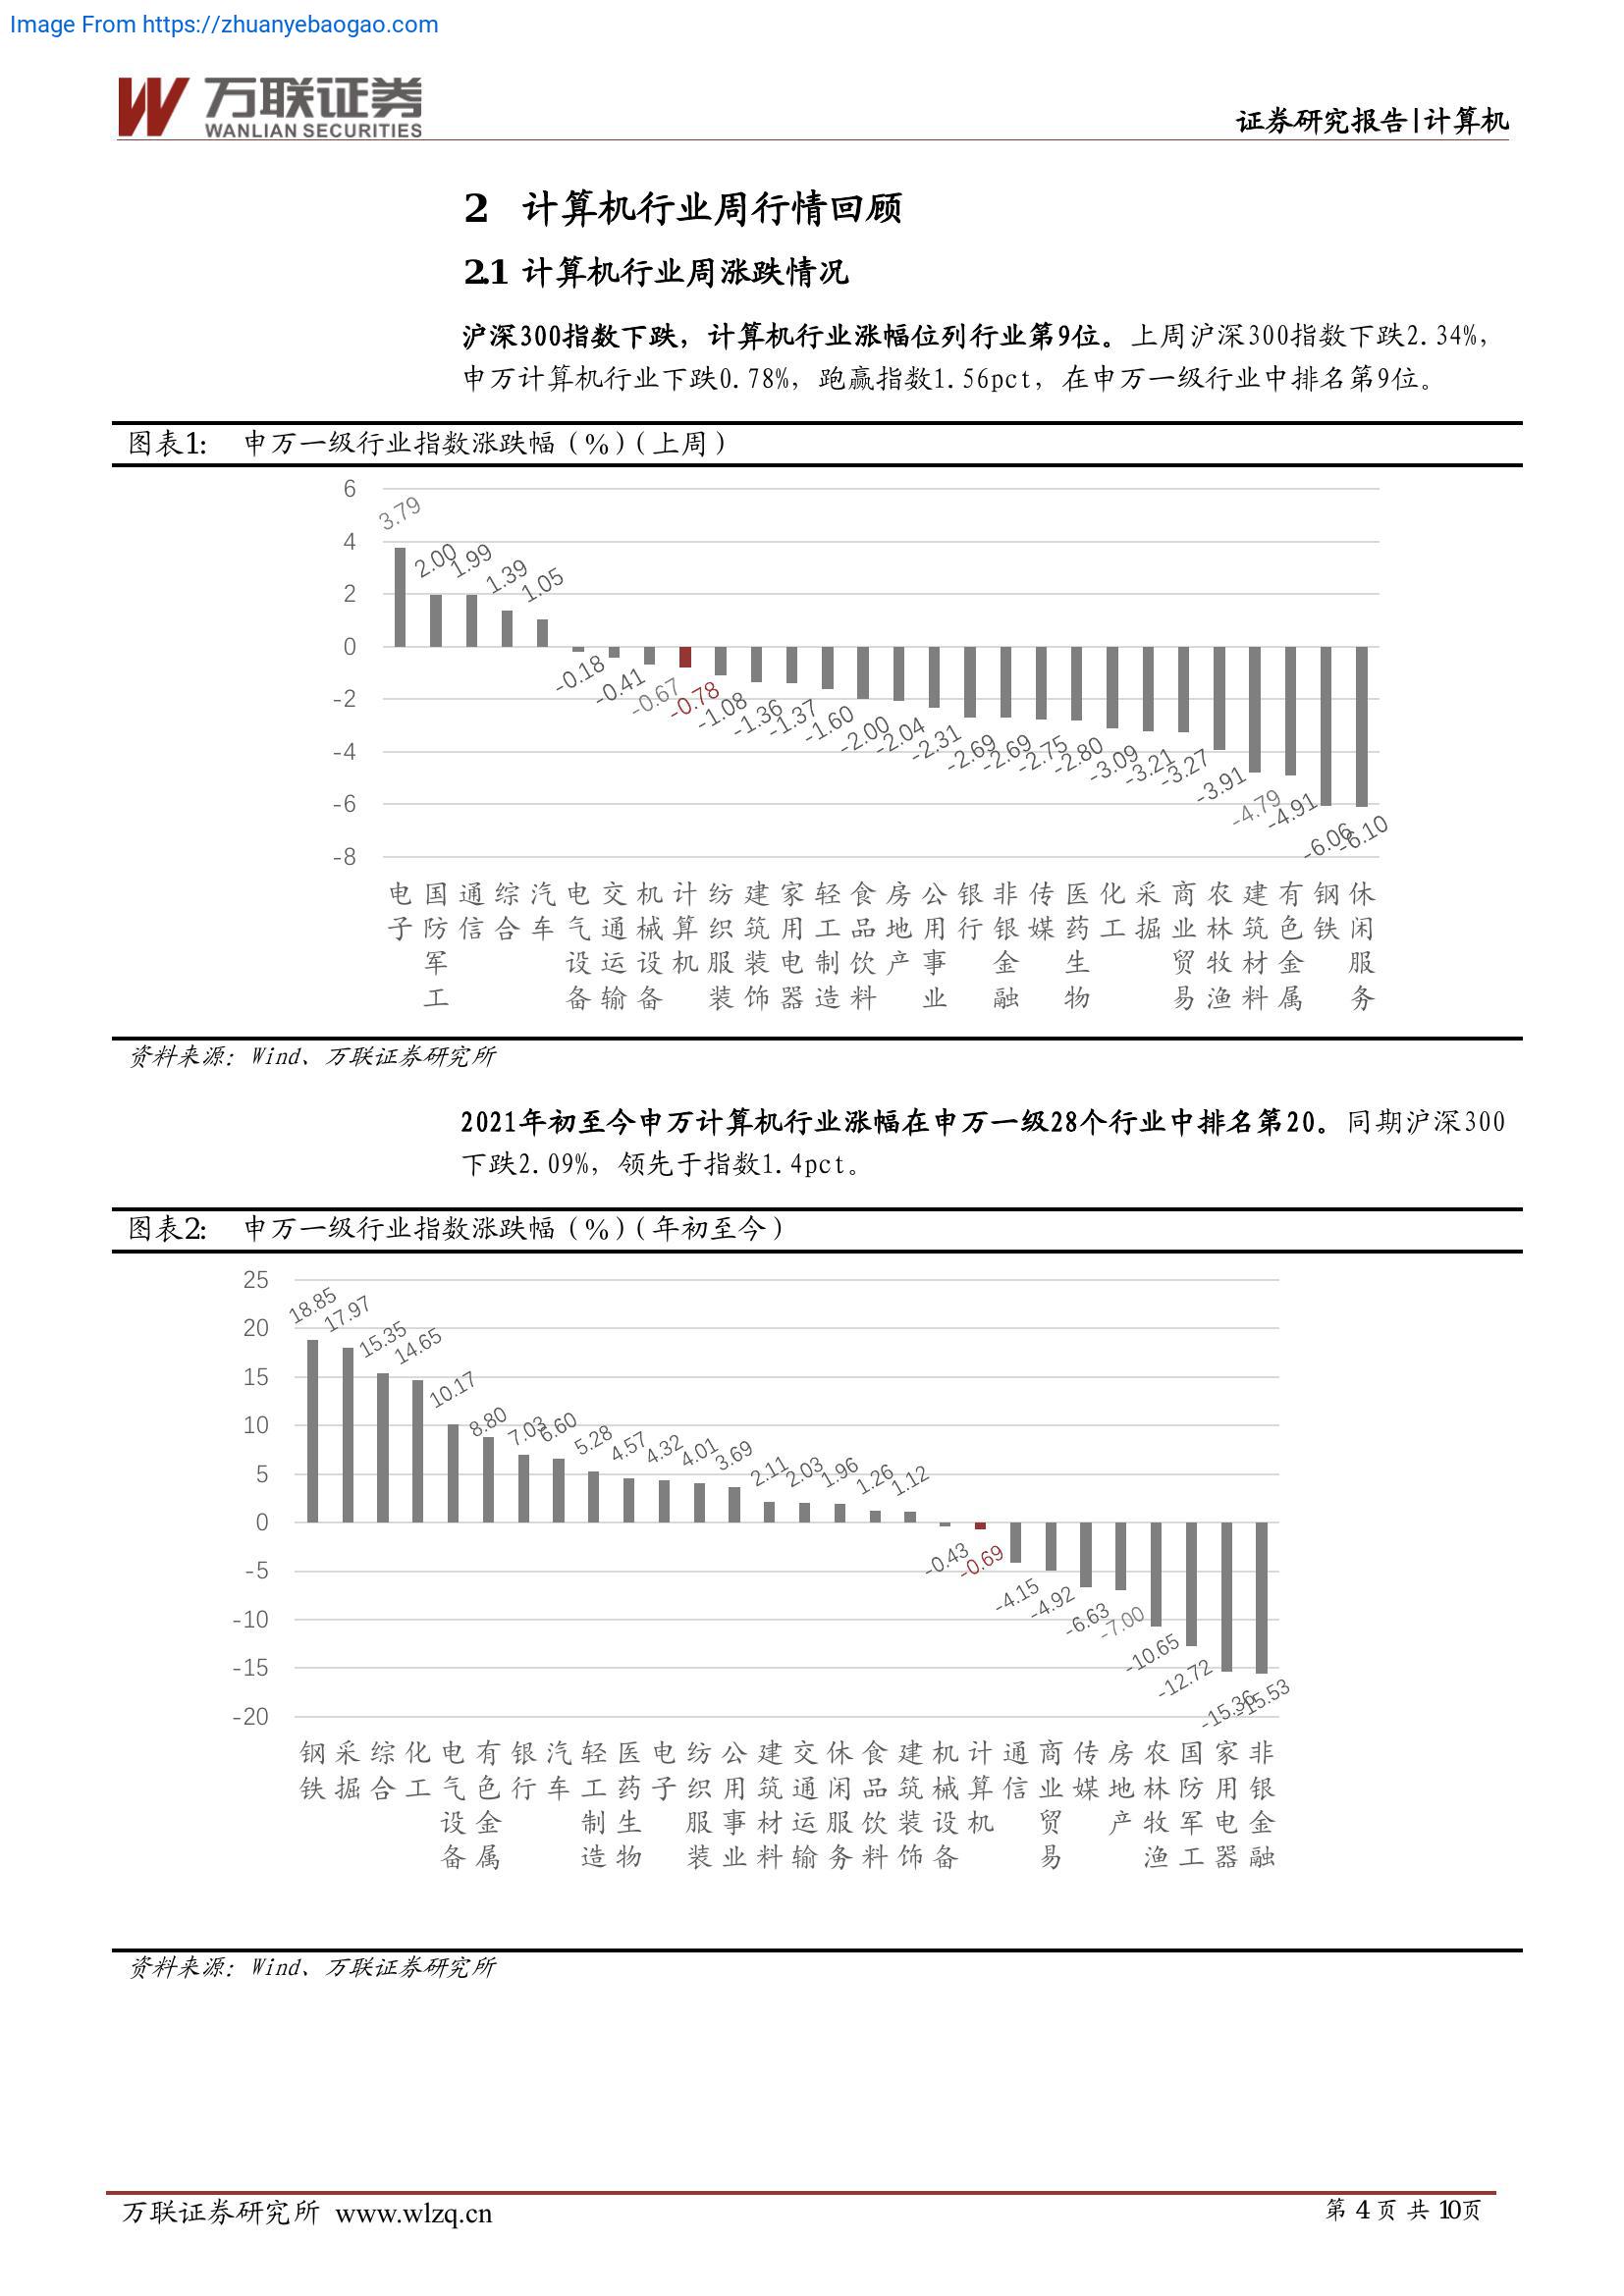 Image From https://zhuanyebaogao.com
万联证券
WANLIAN SECURITIES
证券研究报告|计算机
2 计算机行业周行情回顾
2.1 计算机行业周涨跌情况
沪深300指数下跌，计算机行业涨幅位列行业第9位。上周沪深300指数下跌2.34%，
申万计算机行业下跌0.78%，跑赢指数1.56pct，在申万一级行业中排名第9位。
图表1: 申万一级行业指数涨跌幅（%）（上周）
6
4
2
0
-2
-4
-6
-8
3.79
2.00
1.99
1.39
1.05
-0.18
-0.41
-0.67
-0.78
-1.08
-1.36
-1.37
-1.60
-2.00
-2.04
-2.31
-2.69
-2.69
-2.75
-2.80
-3.09
-3.21
-3.27
-3.91
-4.79
-4.91
-6.06
-6.10
电子
国防军工
通信
综合
汽车
电气设备
交通运输
机械设备
计算机
纺织服装
建筑装饰
家用电器
轻工制造
食品饮料
房地产
公用事业
银行
非银金融
传媒
医药生物
化工
采掘
商业贸易
农林牧渔
建筑材料
有色金属
钢铁
休闲服务
资料来源：Wind、万联证券研究所
2021年初至今申万计算机行业涨幅在申万一级28个行业中排名第20。同期沪深300
下跌2.09%，领先于指数1.4pct。
图表2: 申万一级行业指数涨跌幅（%）（年初至今）
25
20
15
10
5
0
-5
-10
-15
-20
18.85
17.97
15.35
14.65
10.17
8.80
7.03
6.60
5.28
4.57
4.32
4.01
3.69
2.11
2.03
1.96
1.26
1.12
-0.43
-0.69
-4.15
-4.92
-6.63
-7.00
-10.65
-12.72
-15.36
-15.53
钢铁
采掘
综合
化工
电气设备
有色金属
银行
汽车
轻工制造
医药生物
电子
纺织服装
公用事业
建筑材料
交通运输
休闲服务
食品饮料
建筑装饰
机械设备
计算机
通信
商业贸易
传媒
房地产
农林牧渔
国防军工
家用电器
非银金融
资料来源：Wind、万联证券研究所
万联证券研究所 www.wlzq.cn
第 4 页 共 10 页